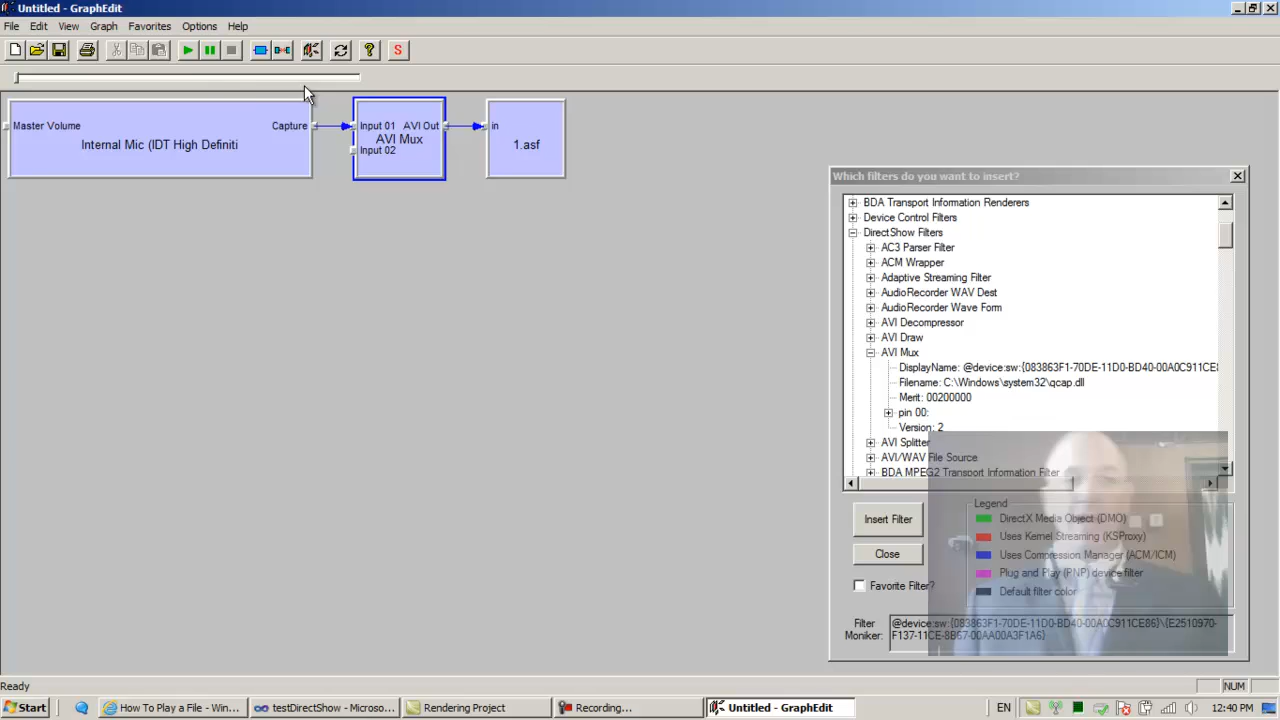 Untitled - GraphEdit
File Edit View Graph Favorites Options Help
S
Master Volume Capture
Internal Mic (IDT High Definiti
Input 01 AVI Out
AVI Mux
Input 02
in
1.asf
Which filters do you want to insert?
BDA Transport Information Renderers
Device Control Filters
DirectShow Filters
AC3 Parser Filter
ACM Wrapper
Adaptive Streaming Filter
AudioRecorder WAV Dest
AudioRecorder Wave Form
AVI Decompressor
AVI Draw
AVI Mux
DisplayName: @device:sw:{083863F1-70DE-11D0-BD40-00A0C911CE8
Filename: C:\Windows\system32\qcap.dll
Merit: 00200000
pin 00:
Version: 2
AVI Splitter
AVI/WAV File Source
BDA MPEG2 Transport Information Filter
Insert Filter
Close
Favorite Filter?
Legend
DirectX Media Object (DMO)
Uses Kernel Streaming (KSProxy)
Uses Compression Manager (ACM/ICM)
Plug and Play (PNP) device filter
Default filter color
Filter Moniker:
@device:sw:{083863F1-70DE-11D0-BD40-00A0C911CE86}\{E2510970-
F137-11CE-8B67-00AA00A3F1A6}
Ready
NUM
Start
How To Play a File - Win...
testDirectShow - Microso...
Rendering Project
Recording...
Untitled - GraphEdit
EN
12:40 PM